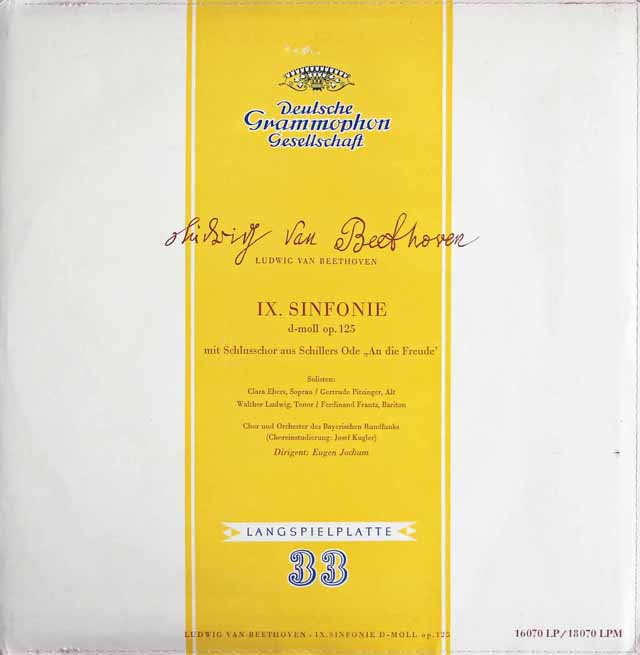 Deutsche
Grammophon
Gesellschaft
Ludwig van Beethoven
LUDWIG VAN BEETHOVEN
IX. SINFONIE
d-moll op. 125
mit Schlusschor aus Schillers Ode „An die Freude“
Solisten:
Clara Ebers, Sopran / Gertrude Pitzinger, Alt
Walther Ludwig, Tenor / Ferdinand Frantz, Bariton
Chor und Orchester des Bayerischen Rundfunks
(Choreinstudierung: Josef Kugler)
Dirigent: Eugen Jochum
LANGSPIELPLATTE
33
LUDWIG VAN BEETHOVEN · IX. SINFONIE D-MOLL op. 125
16070 LP/18070 LPM